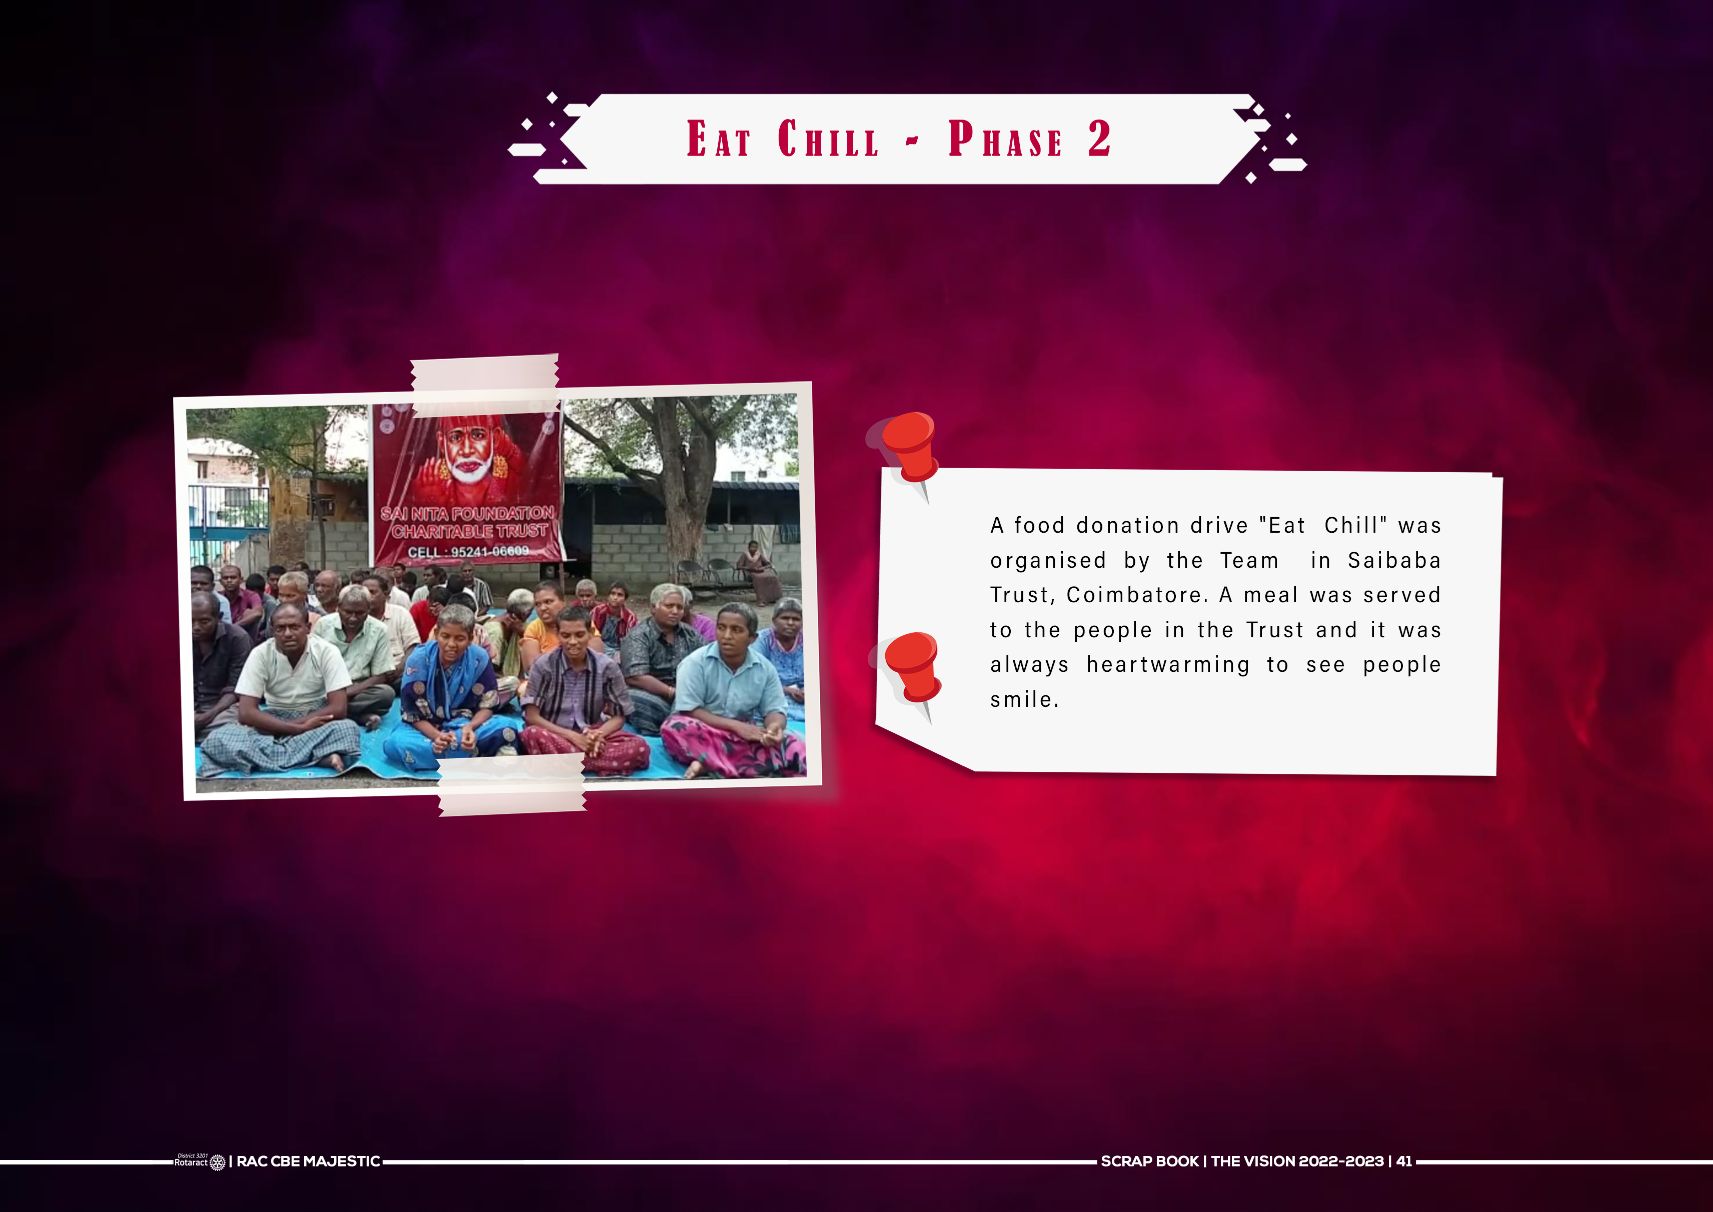 Eat Chill - Phase 2
SAI NITA FOUNDATION
CHARITABLE TRUST
CELL : 95241-06609
A food donation drive "Eat Chill" was
organised by the Team in Saibaba
Trust, Coimbatore. A meal was served
to the people in the Trust and it was
always heartwarming to see people
smile.
District 3201
Rotaract | RAC CBE MAJESTIC
SCRAP BOOK | THE VISION 2022-2023 | 41